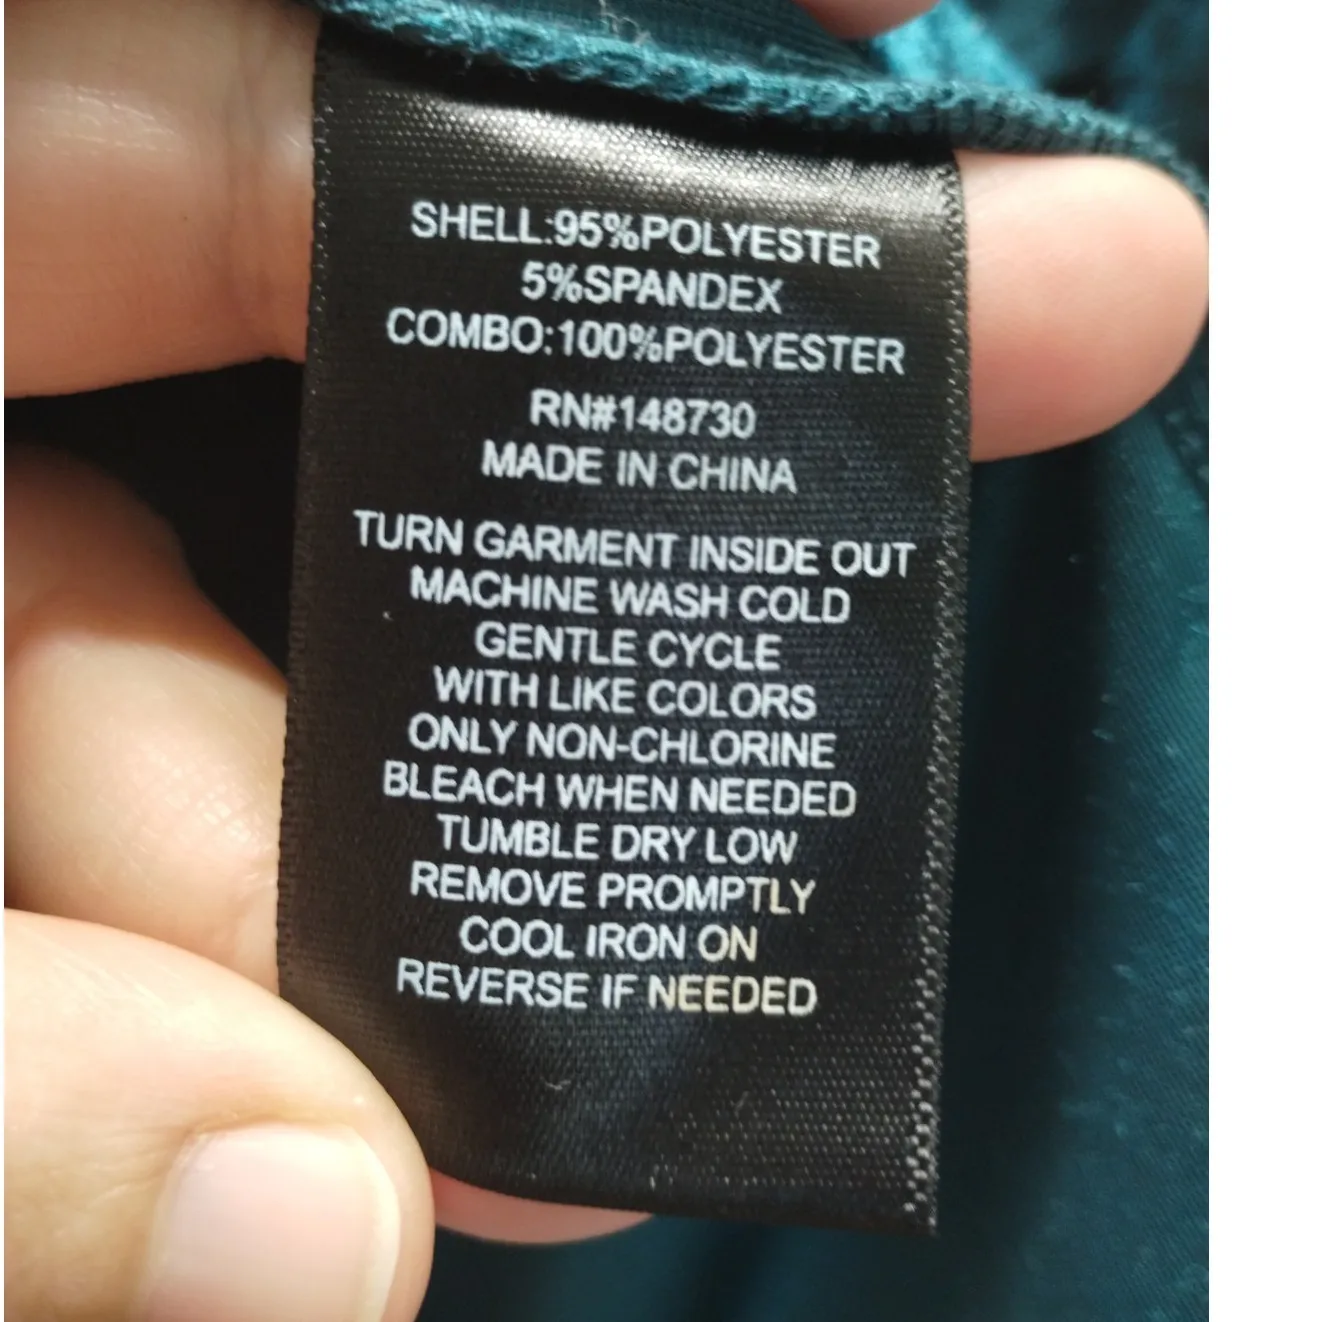 SHELL:95%POLYESTER
5%SPANDEX
COMBO:100%POLYESTER
RN#148730
MADE IN CHINA
TURN GARMENT INSIDE OUT
MACHINE WASH COLD
GENTLE CYCLE
WITH LIKE COLORS
ONLY NON-CHLORINE
BLEACH WHEN NEEDED
TUMBLE DRY LOW
REMOVE PROMPTLY
COOL IRON ON
REVERSE IF NEEDED